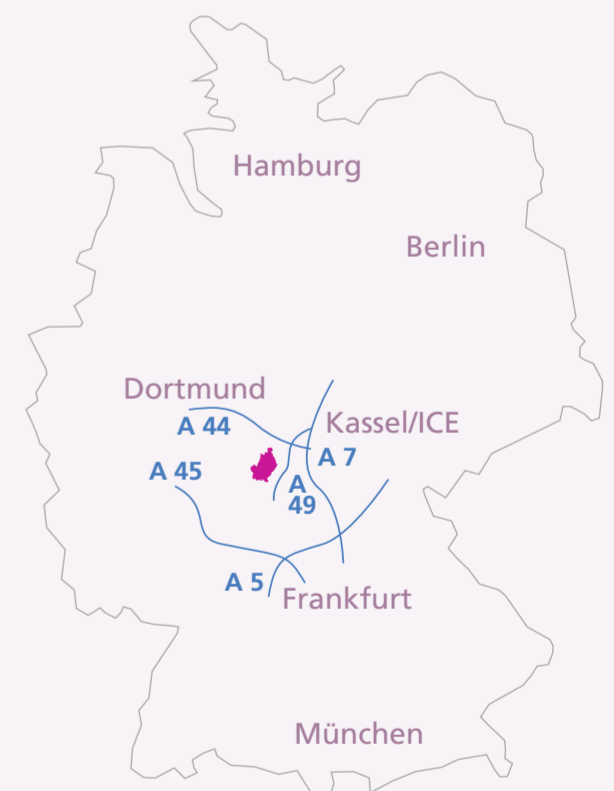 Hamburg
Berlin
Dortmund
Kassel/ICE
A 44
A 7
A 45
A
49
A 5
Frankfurt
München